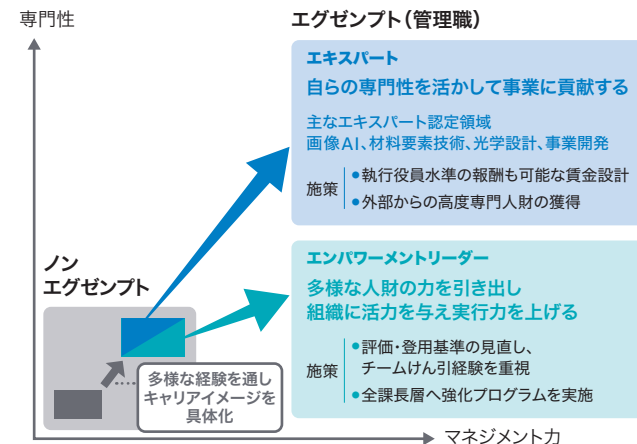 専門性
エグゼンプト(管理職)
エキスパート
自らの専門性を活かして事業に貢献する
主なエキスパート認定領域
画像AI、材料要素技術、光学設計、事業開発
施策
●執行役員水準の報酬も可能な賃金設計
●外部からの高度専門人財の獲得
エンパワーメントリーダー
多様な人財の力を引き出し
組織に活力を与え実行力を上げる
施策
●評価・登用基準の見直し、
チームけん引経験を重視
●全課長層へ強化プログラムを実施
ノン
エグゼンプト
多様な経験を通し
キャリアイメージを
具体化
マネジメント力